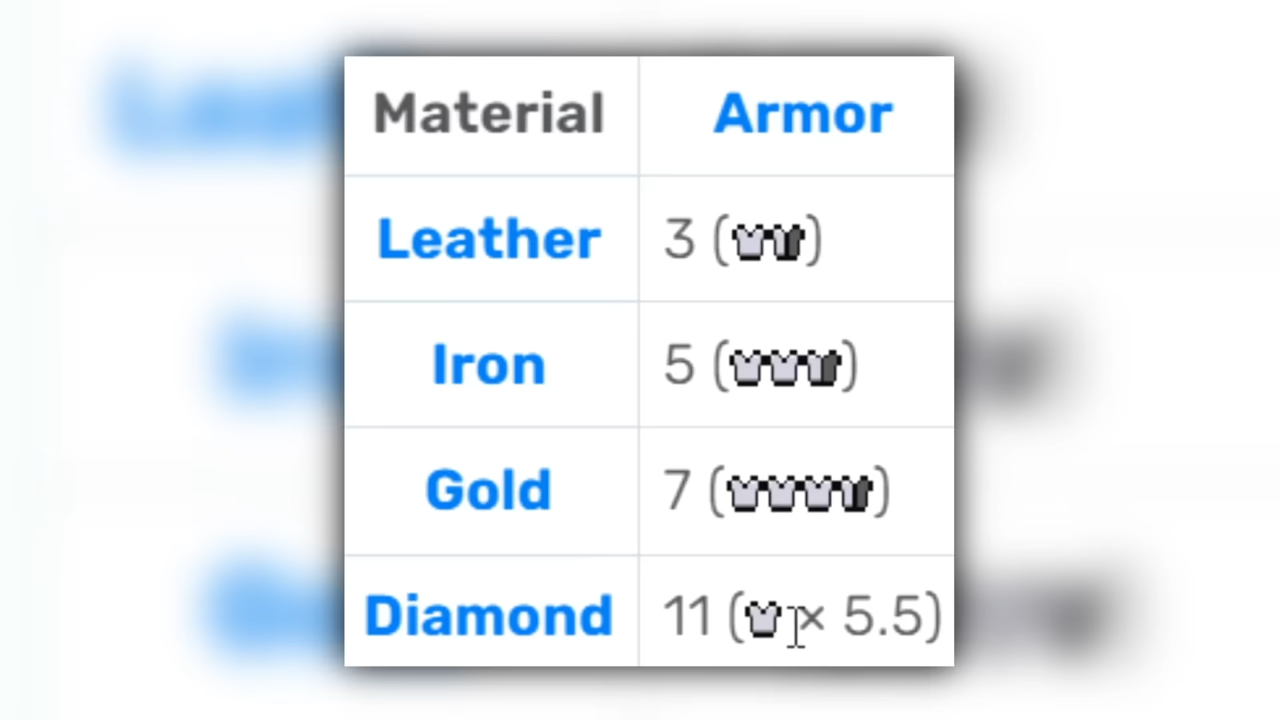 Material Armor
Leather 3 ()
Iron 5 ()
Gold 7 ()
Diamond 11 ( × 5.5)